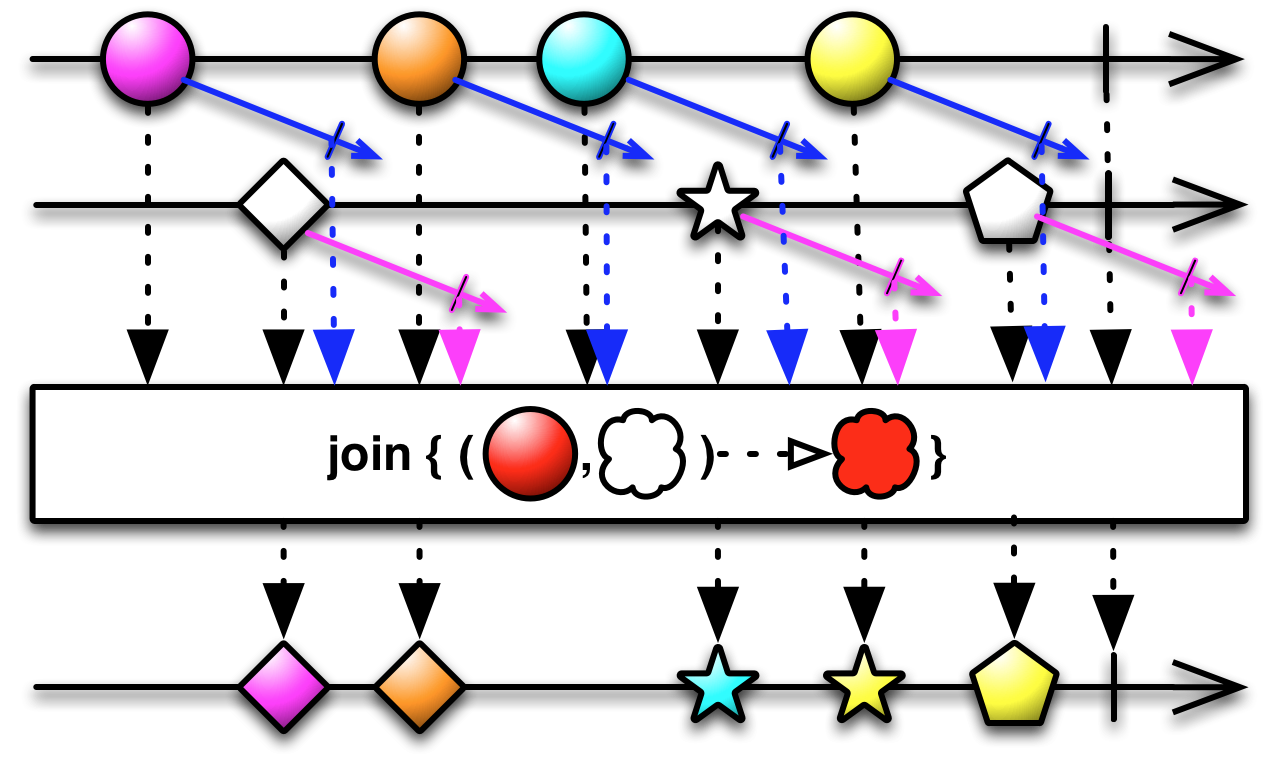 join { ( , ) }